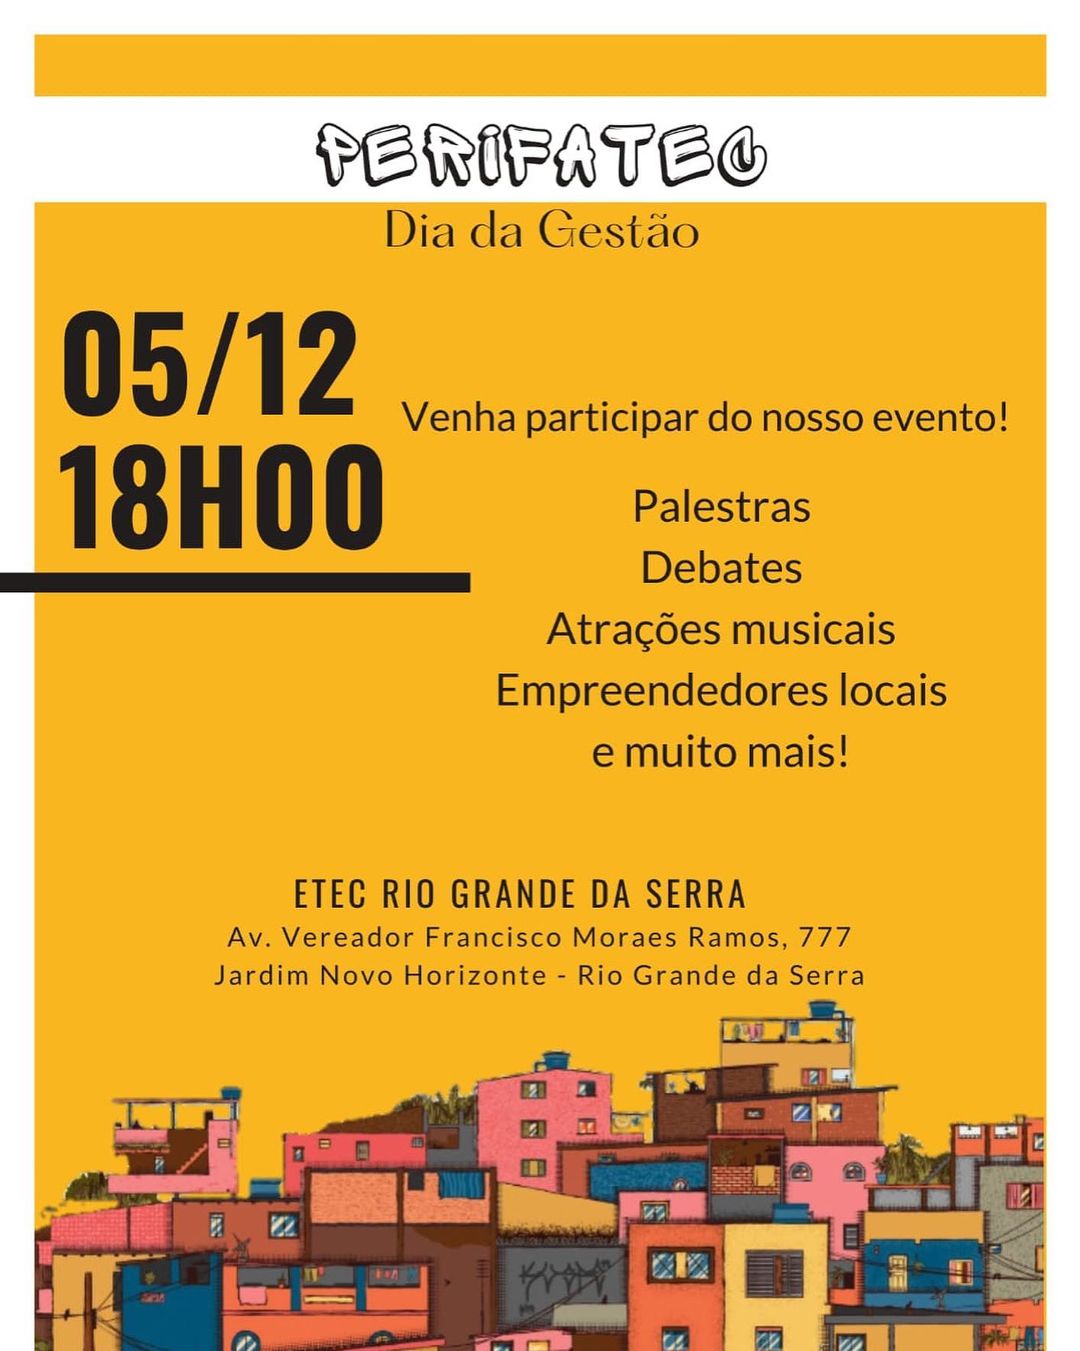 PERIFATEC
Dia da Gestão
05/12
18H00
Venha participar do nosso evento!
Palestras
Debates
Atrações musicais
Empreendedores locais
e muito mais!
ETEC RIO GRANDE DA SERRA
Av. Vereador Francisco Moraes Ramos, 777
Jardim Novo Horizonte - Rio Grande da Serra